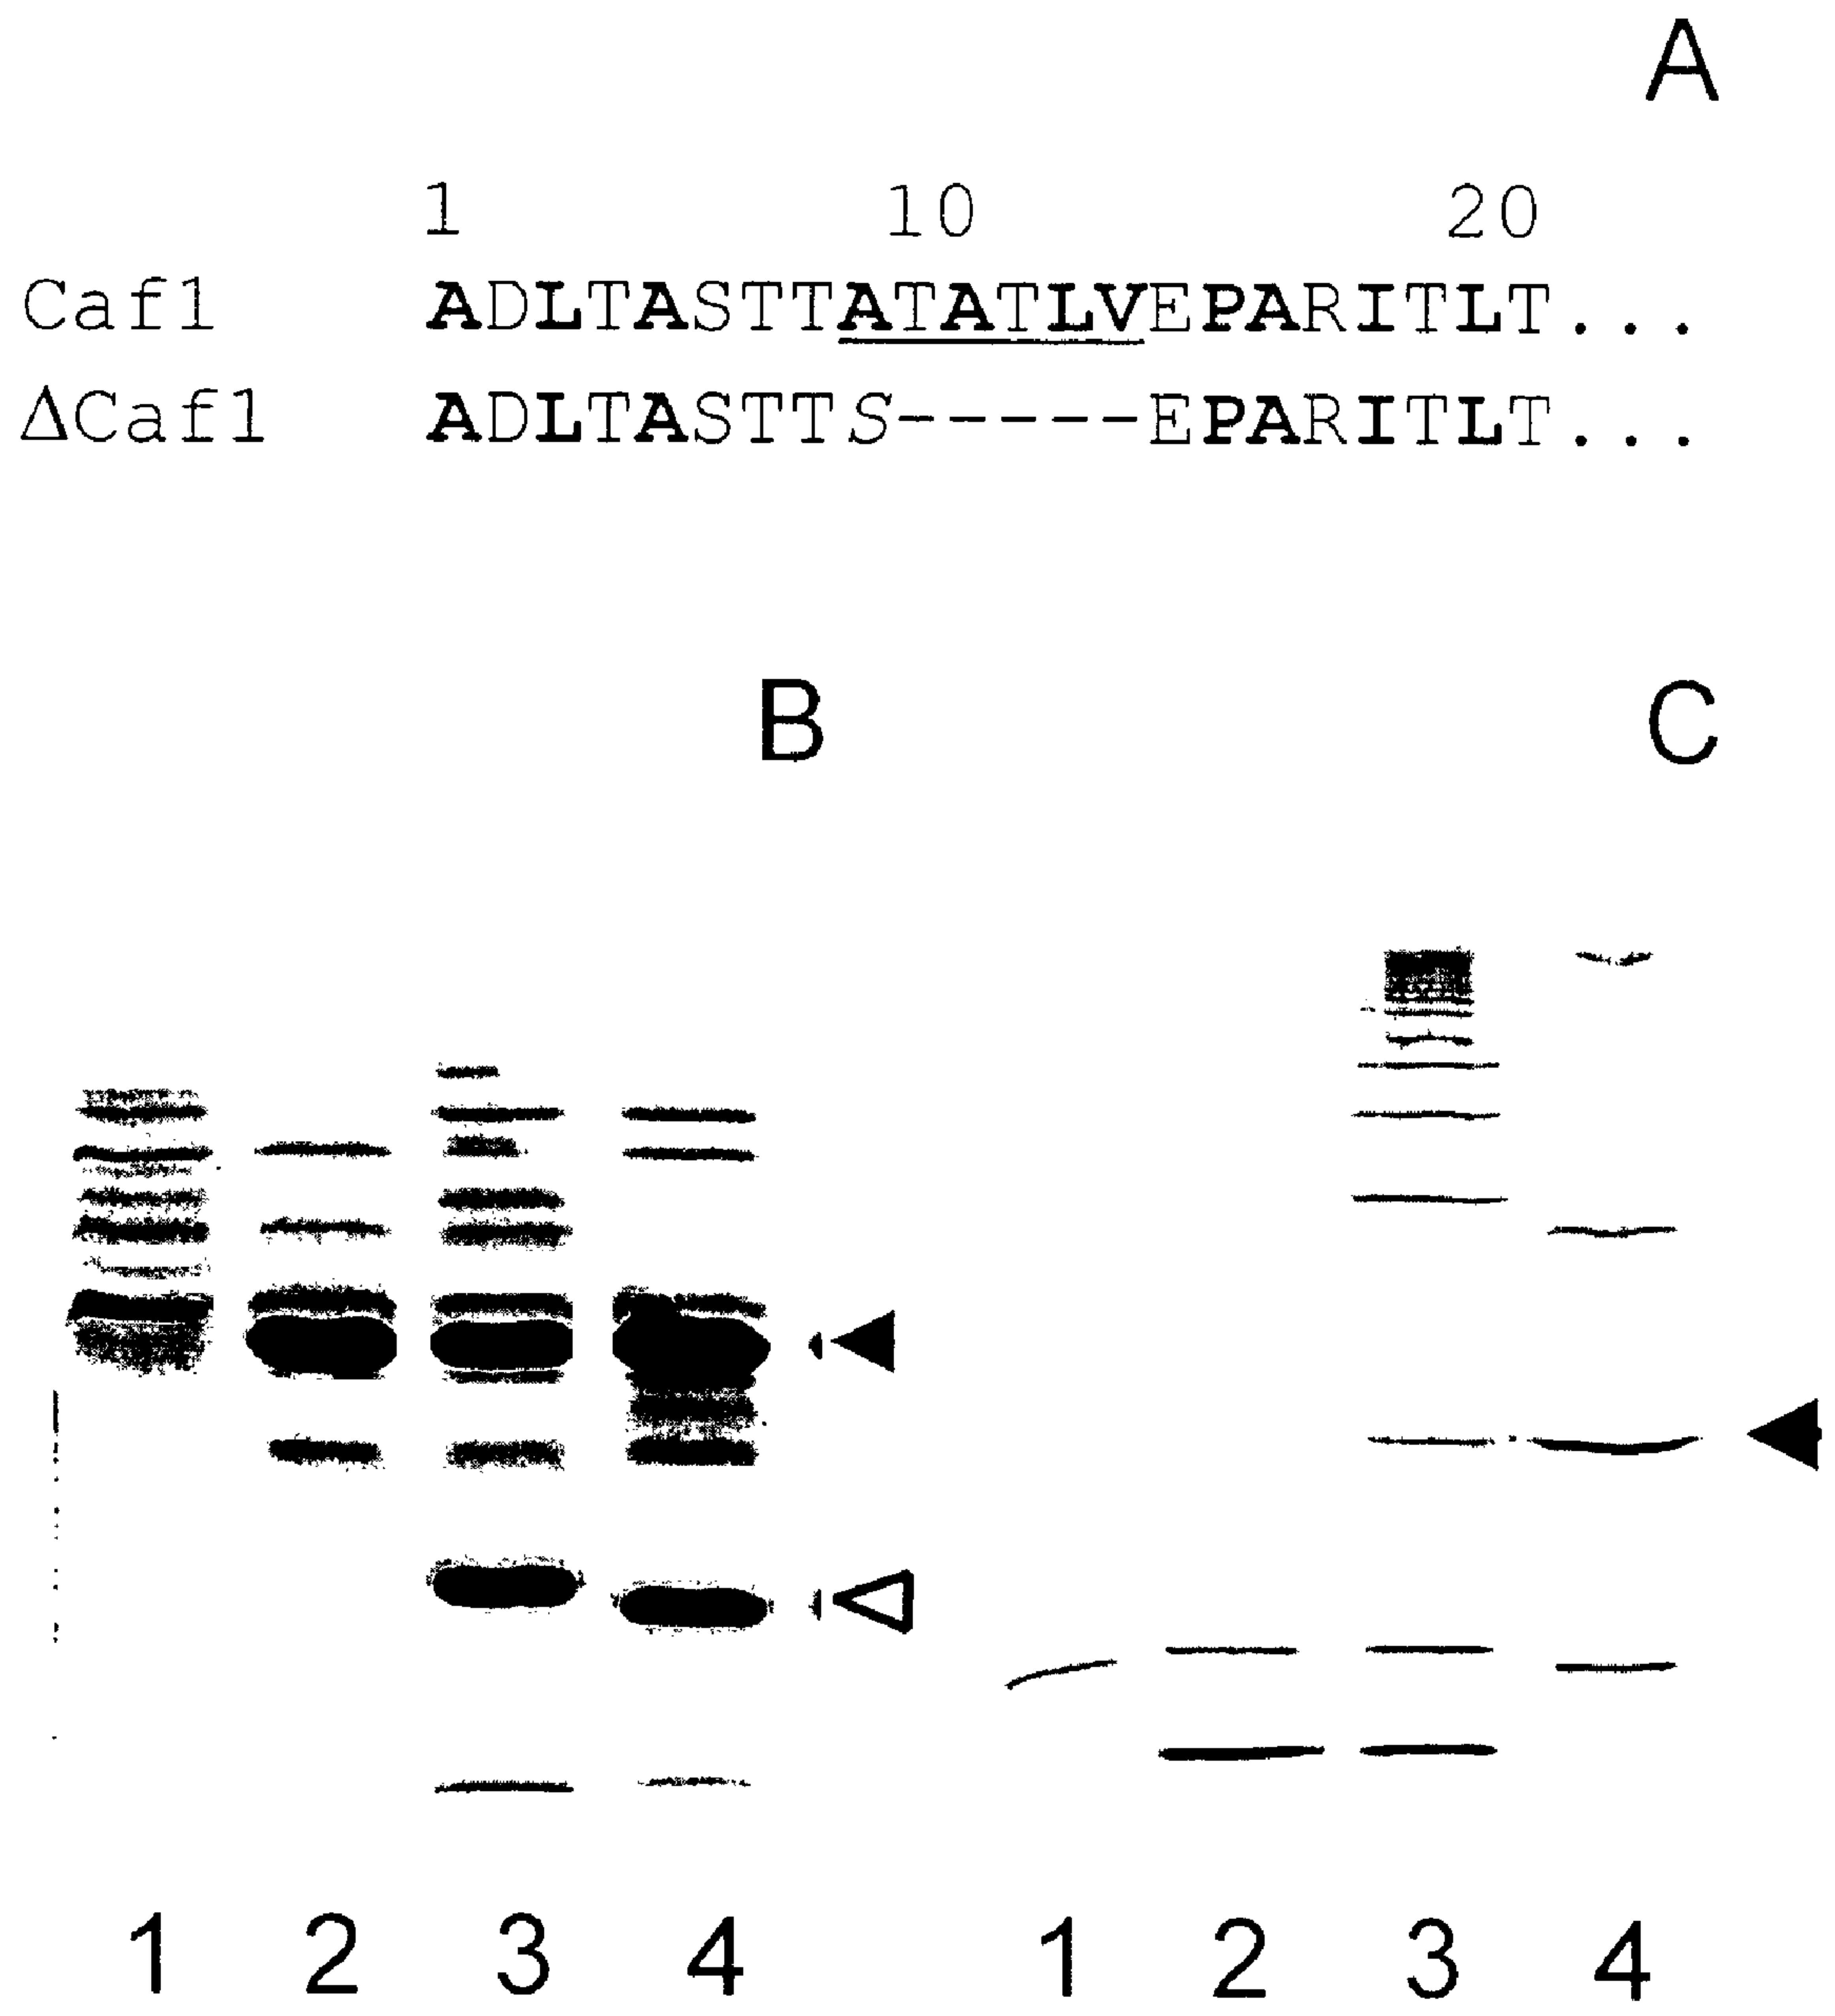 A
1 10 20
Caf1 ADLTASTTATATLVEPARITLT...
ΔCaf1 ADLTASTTS-----EPARITLT...
B C
1 2 3 4 1 2 3 4